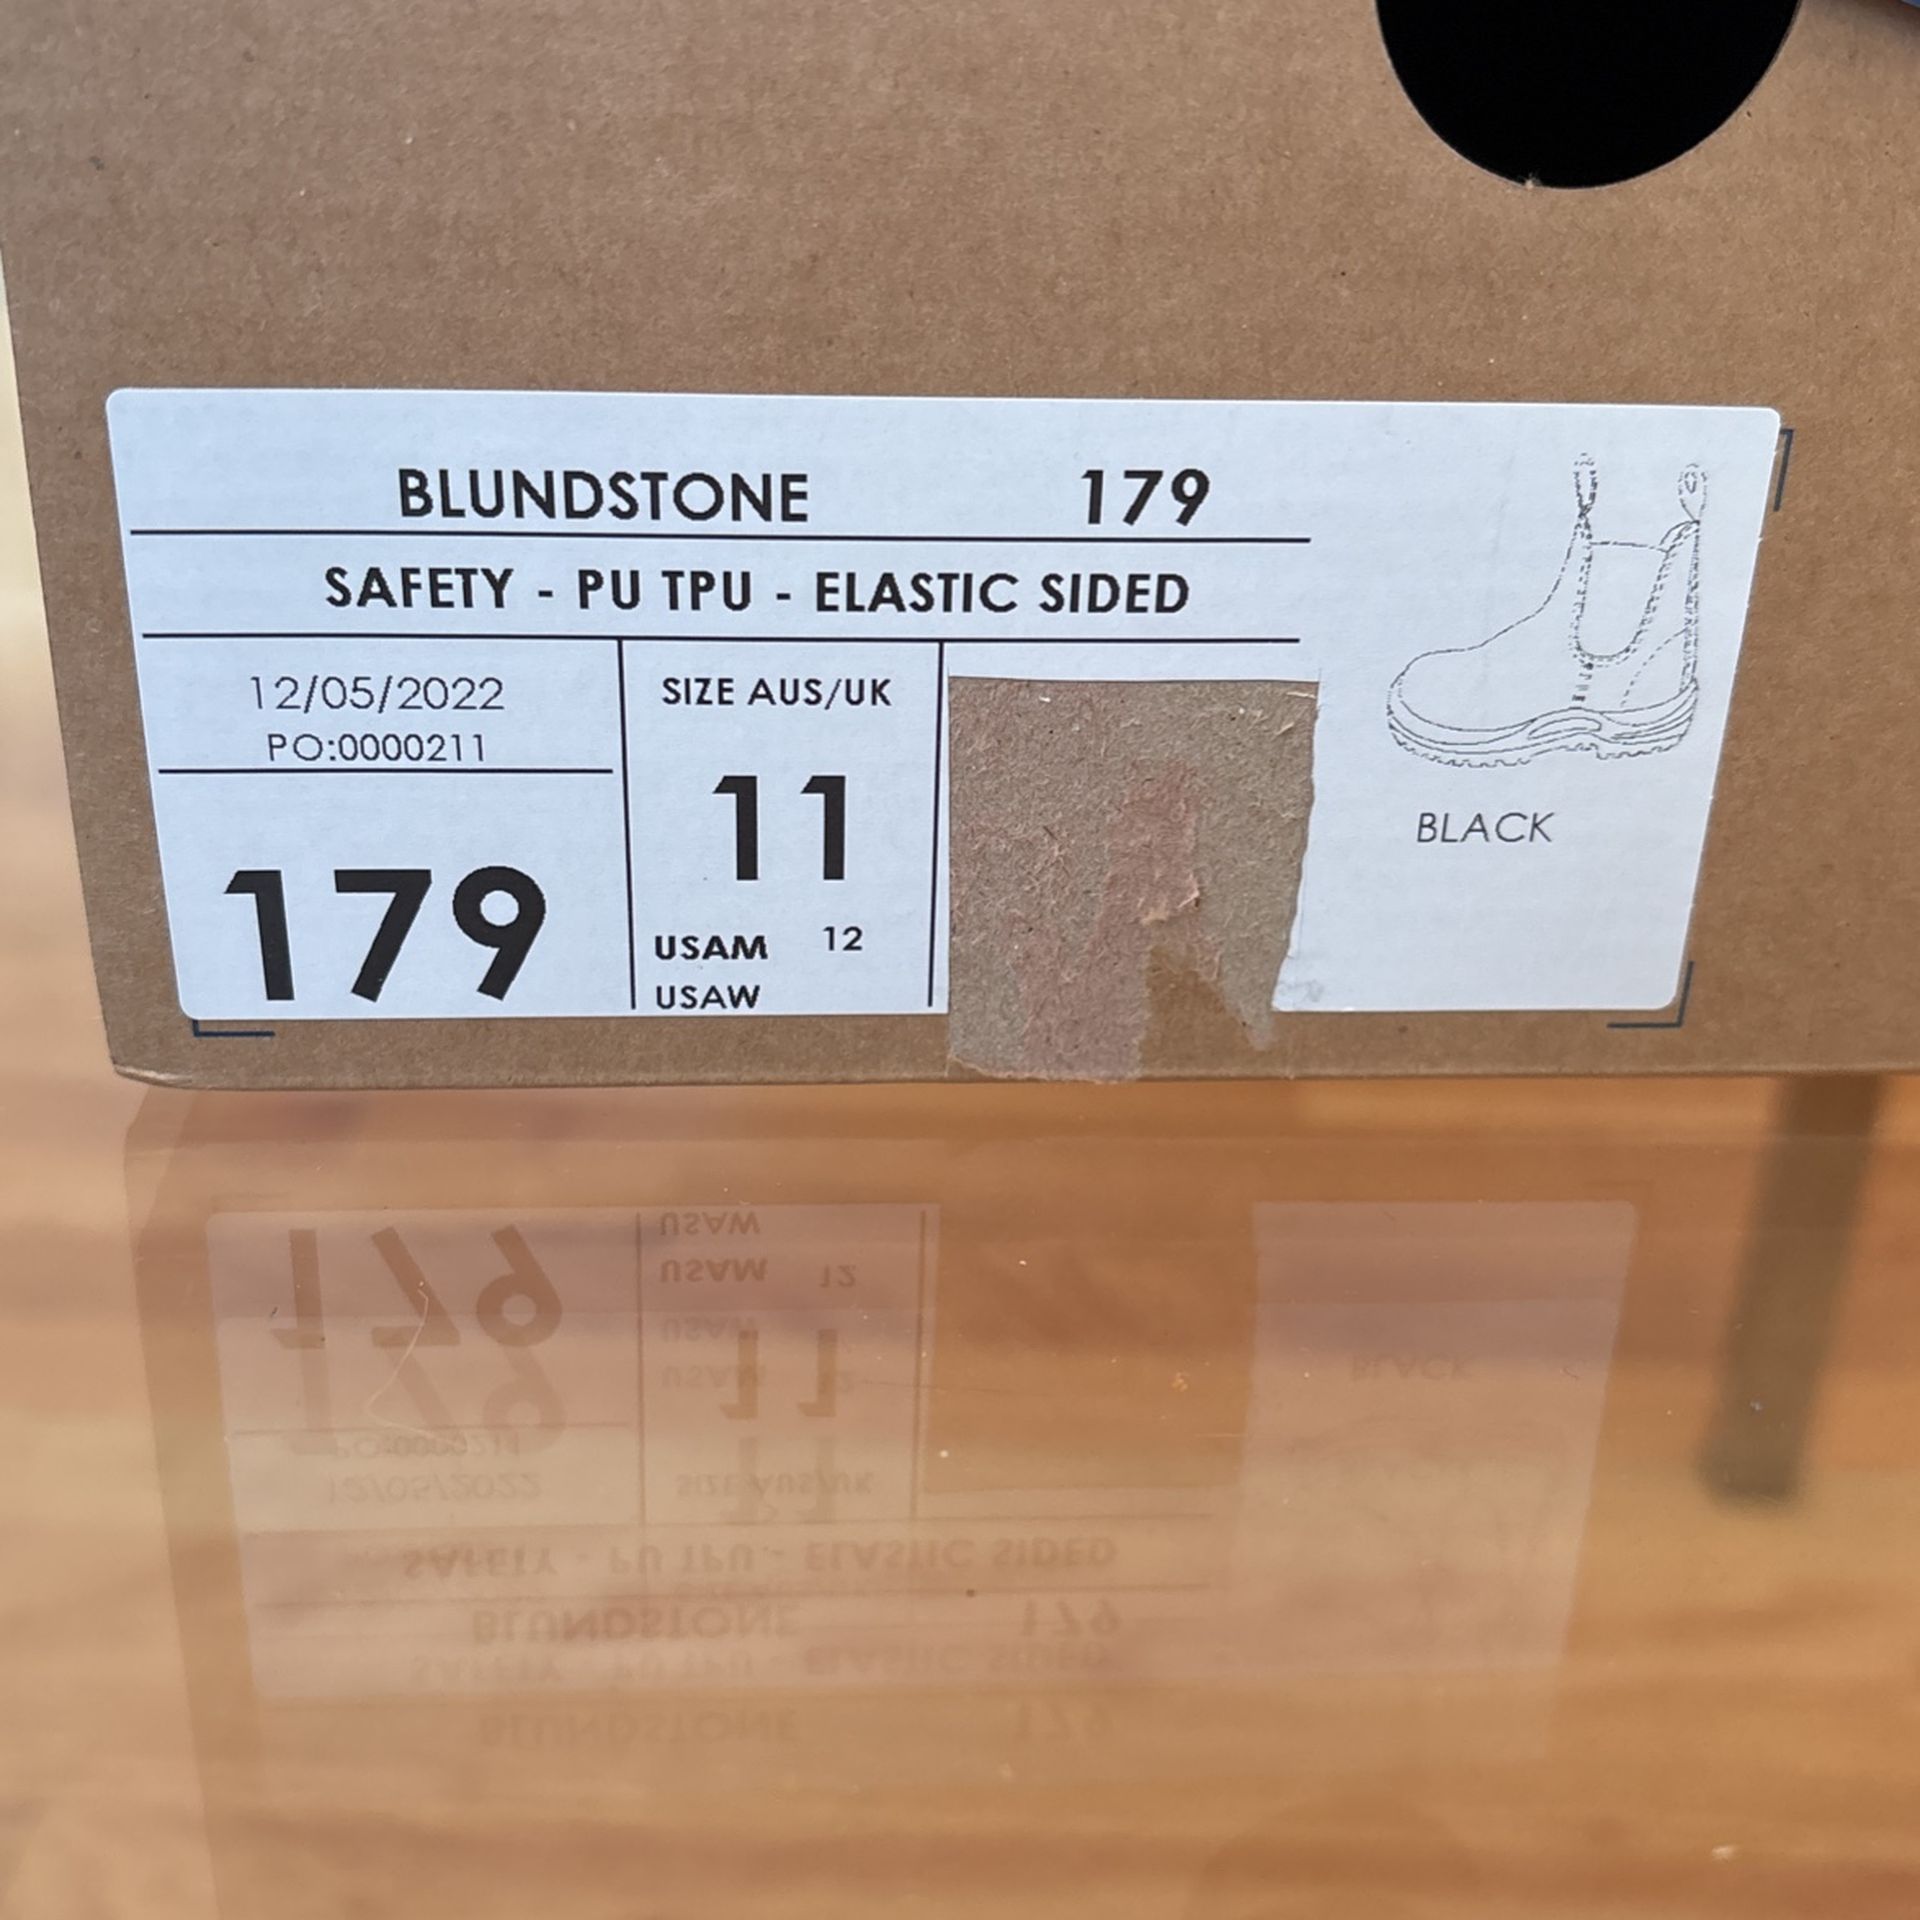 BLUNDSTONE 179
SAFETY - PU TPU - ELASTIC SIDED
12/05/2022
PO:0000211
179
SIZE AUS/UK
11
USAM 12
USAW
BLACK